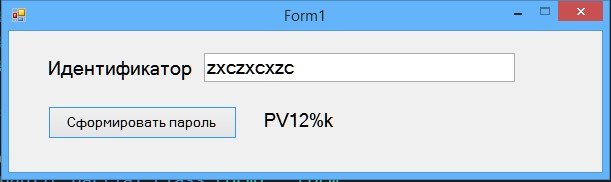 Form1
Идентификатор zxczxcxzc
Сформировать пароль PV12%k